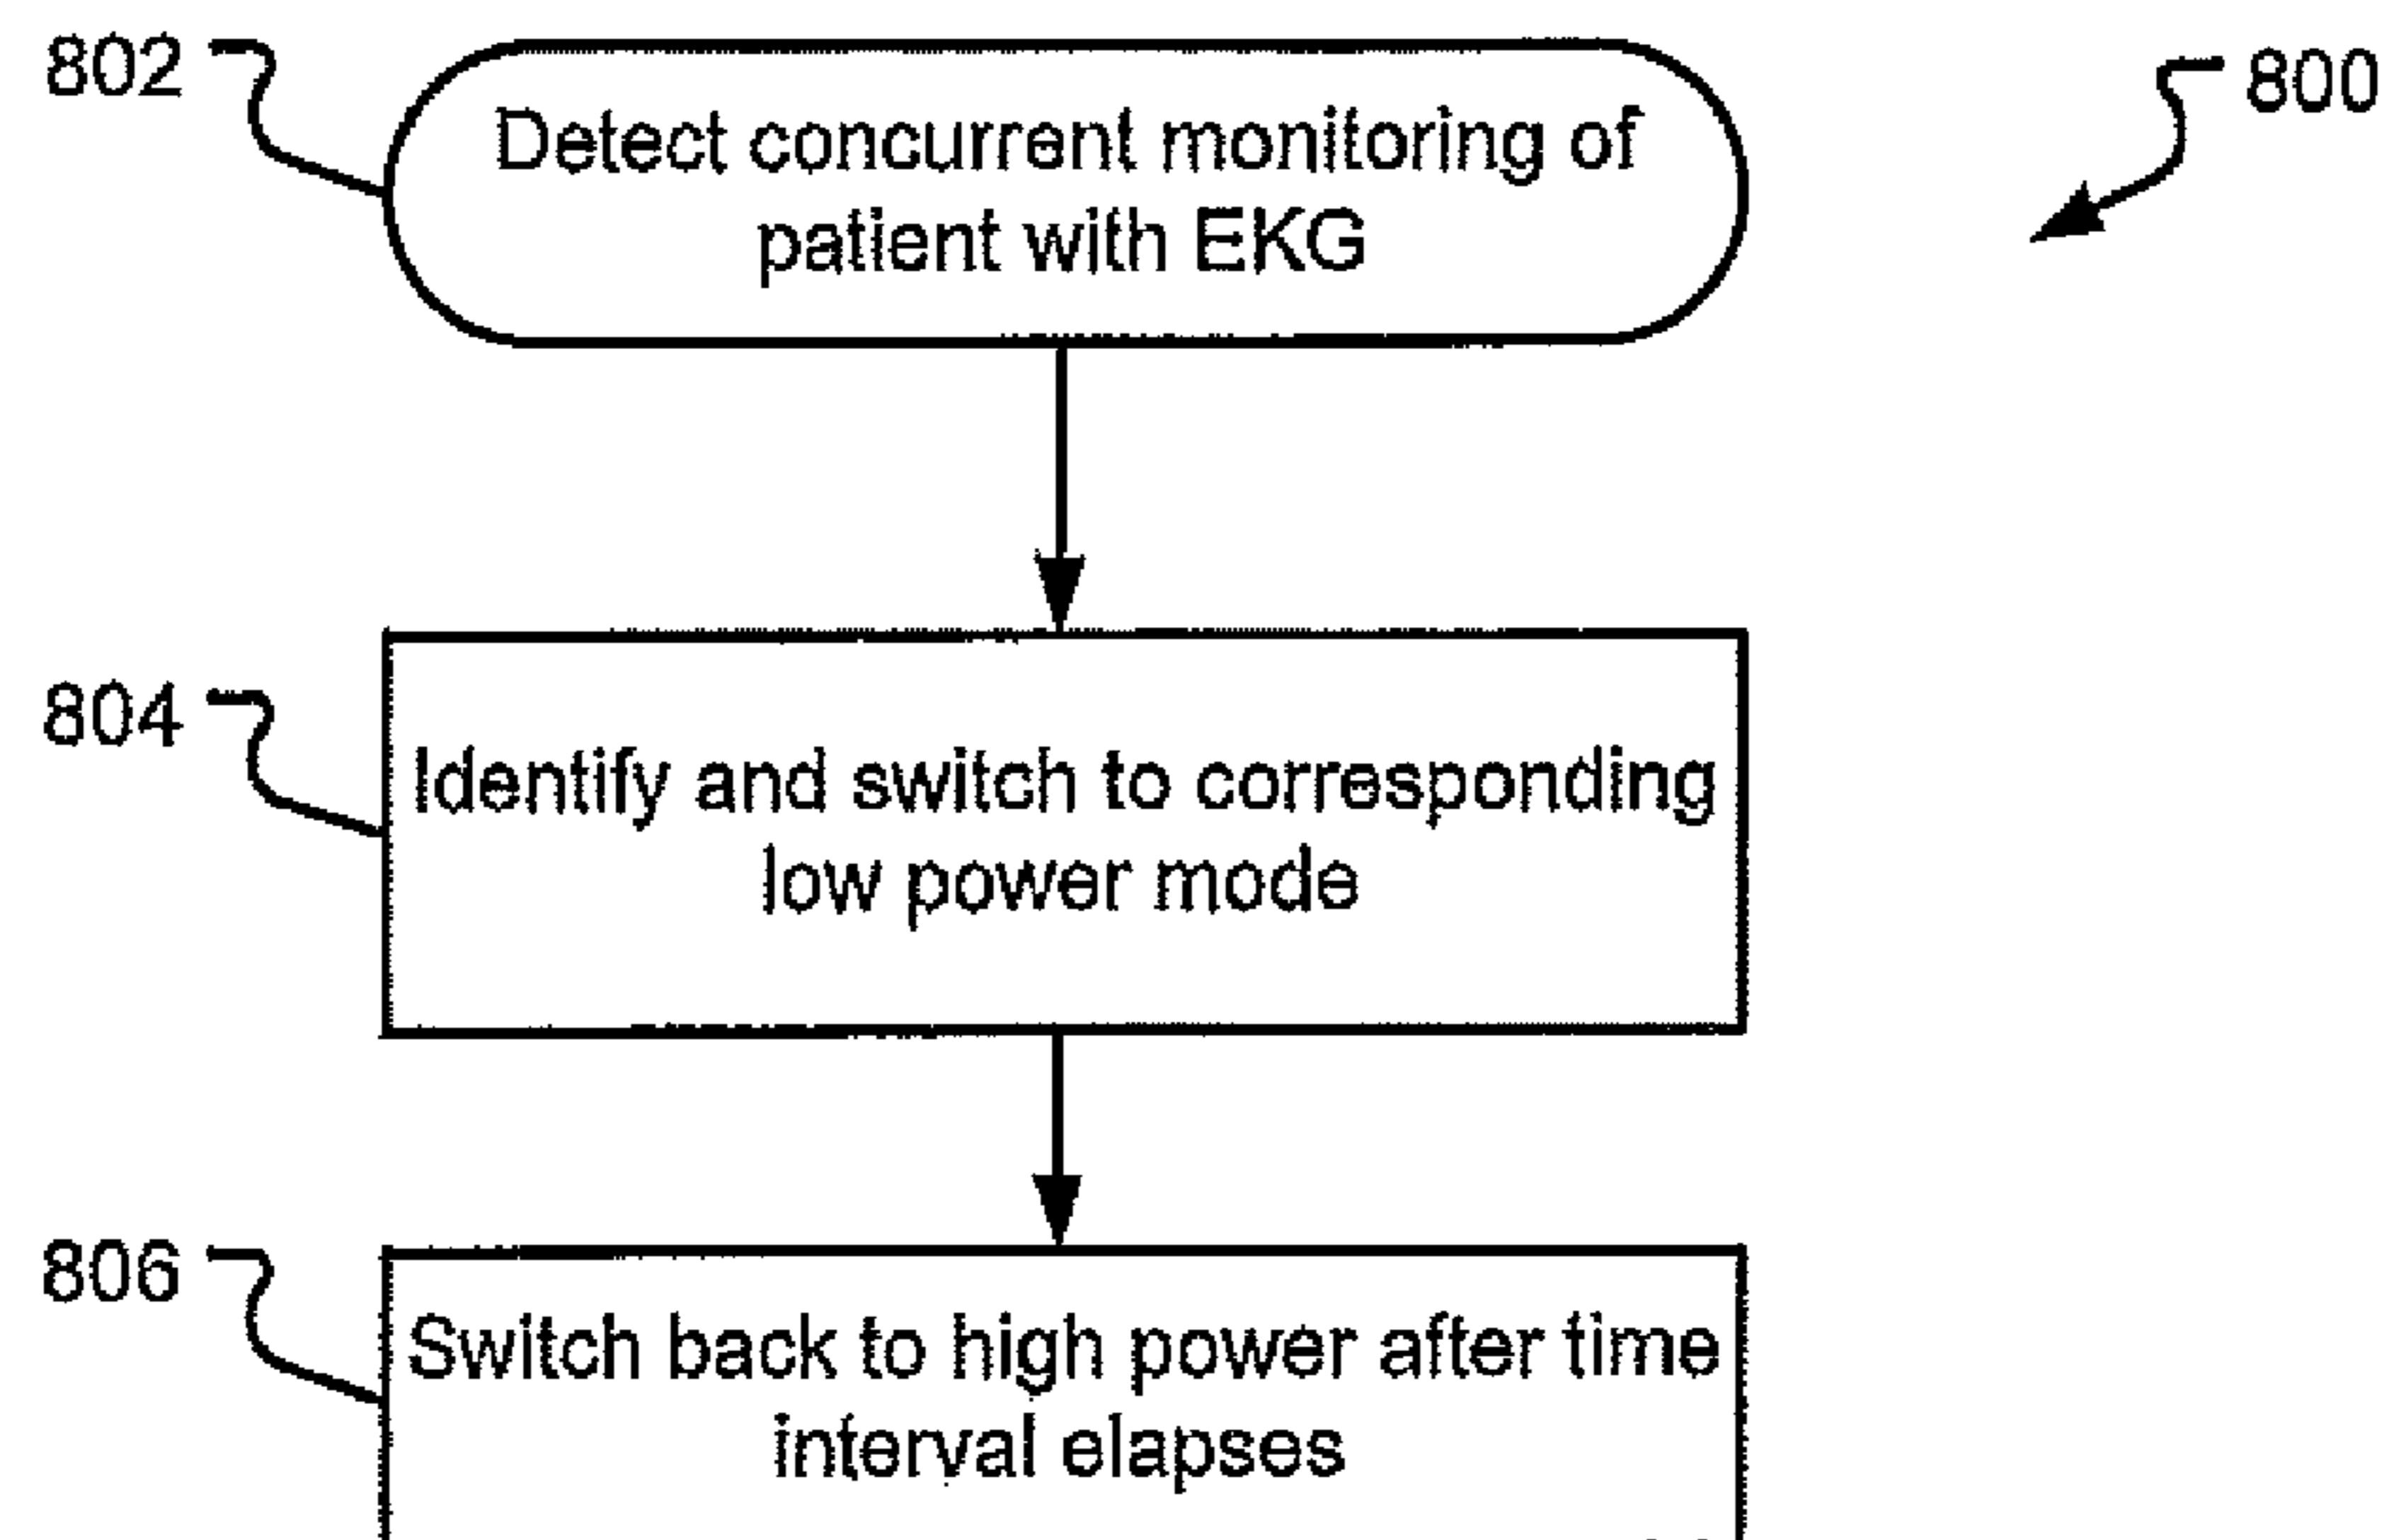 802
800
Detect concurrent monitoring of
patient with EKG
804
Identify and switch to corresponding
low power mode
806
Switch back to high power after time
interval elapses